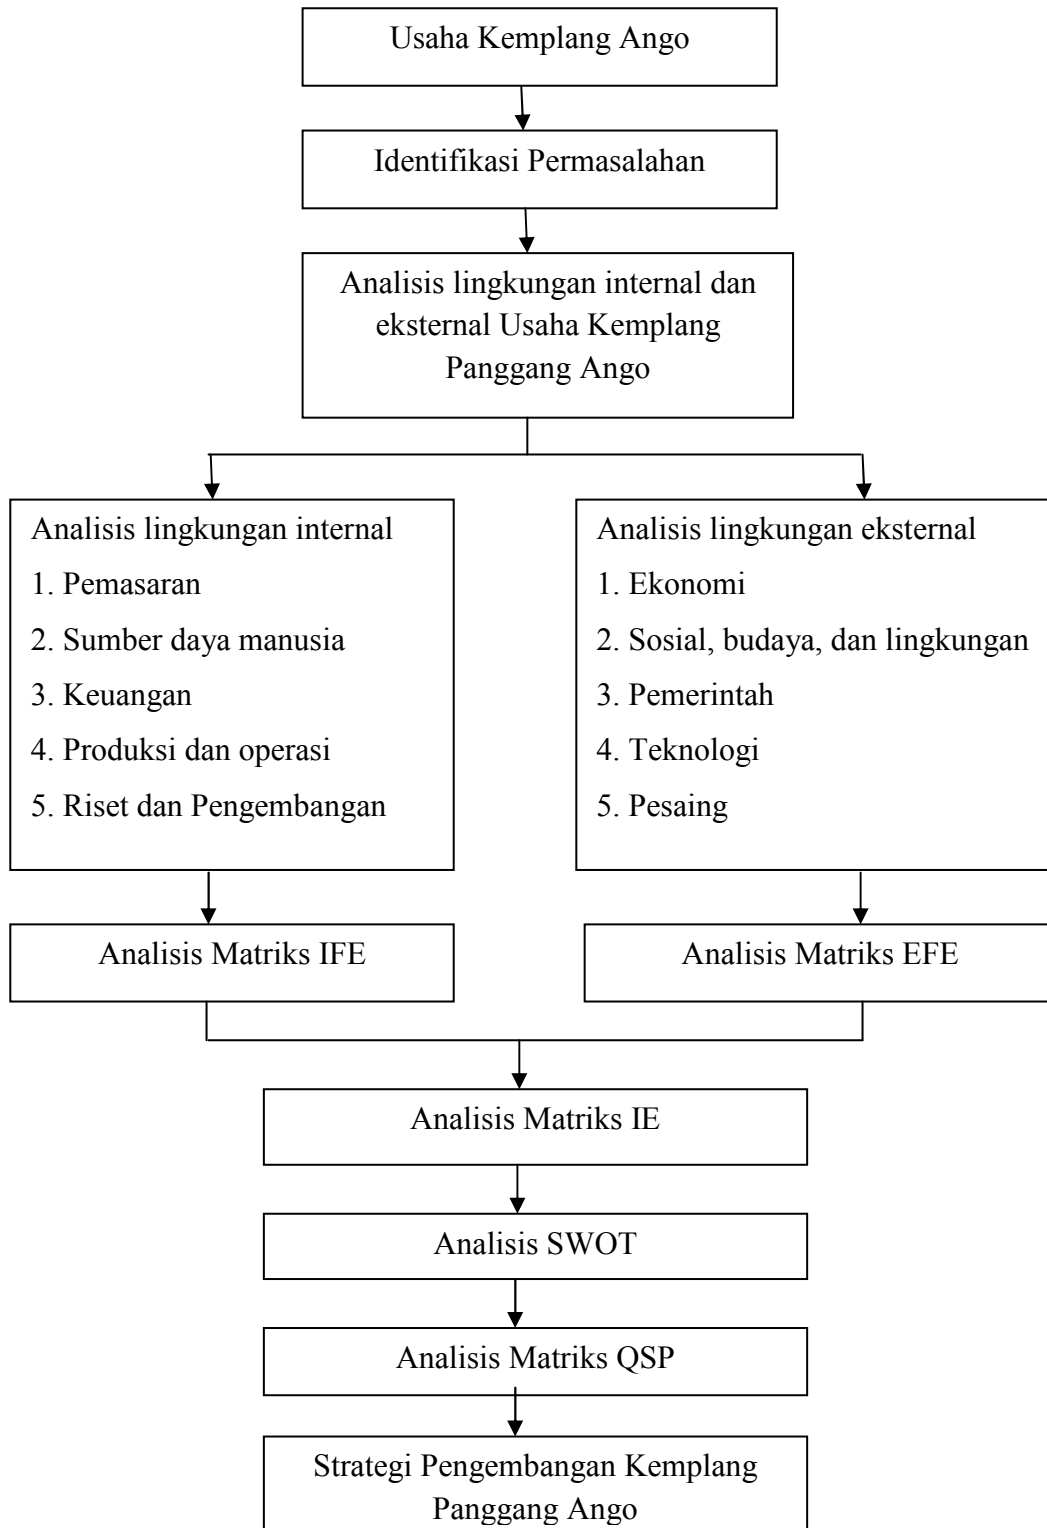 Usaha Kemplang Ango
Identifikasi Permasalahan
Analisis lingkungan internal dan
eksternal Usaha Kemplang
Panggang Ango
Analisis lingkungan internal
1. Pemasaran
2. Sumber daya manusia
3. Keuangan
4. Produksi dan operasi
5. Riset dan Pengembangan
Analisis lingkungan eksternal
1. Ekonomi
2. Sosial, budaya, dan lingkungan
3. Pemerintah
4. Teknologi
5. Pesaing
Analisis Matriks IFE
Analisis Matriks EFE
Analisis Matriks IE
Analisis SWOT
Analisis Matriks QSP
Strategi Pengembangan Kemplang
Panggang Ango